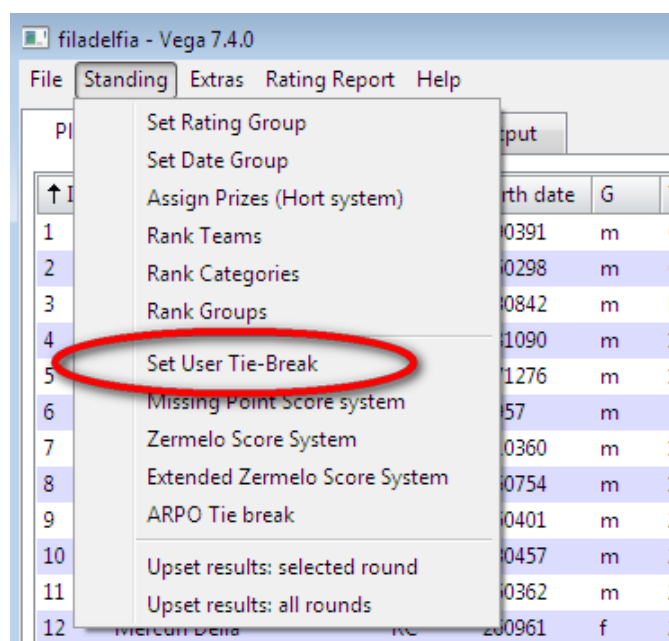 filadelfia - Vega 7.4.0
File Standing Extras Rating Report Help
Set Rating Group
Set Date Group
Assign Prizes (Hort system)
Rank Teams
Rank Categories
Rank Groups
Set User Tie-Break
Missing Point Score system
Zermelo Score System
Extended Zermelo Score System
ARPO Tie break
Upset results: selected round
Upset results: all rounds
G
1 m
2 m
3 m
4 m
5 m
6 m
7 m
8 m
9 m
10 m
11 m
12 f